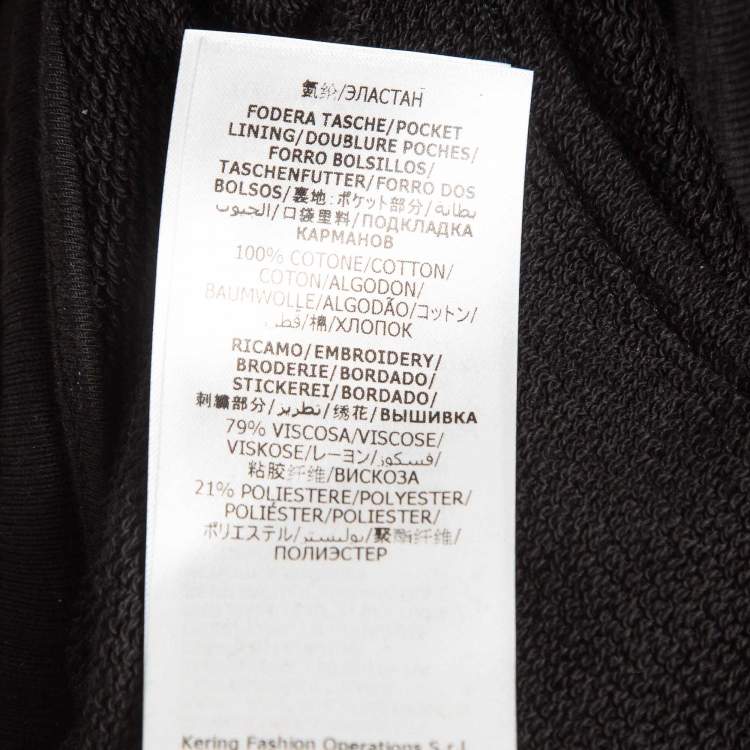 氨纶/ЭЛАСТАН
FODERA TASCHE/POCKET
LINING/DOUBLURE POCHES/
FORRO BOLSILLOS/
TASCHENFUTTER/FORRO DOS
BOLSOS/裏地:ポケット部分/بطانة
الجيوب/口袋里料/ПОДКЛАДКА
КАРМАНОВ
100% COTONE/COTTON/
COTON/ALGODON/
BAUMWOLLE/ALGODÃO/コットン/
قطن/棉/ХЛОПОК
RICAMO/EMBROIDERY/
BRODERIE/BORDADO/
STICKEREI/BORDADO/
刺繍部分/تطريز/绣花/ВЫШИВКА
79% VISCOSA/VISCOSE/
VISKOSE/レーヨン/فسكوز/
粘胶纤维/ВИСКОЗА
21% POLIESTERE/POLYESTER/
POLIÉSTER/POLIESTER/
ポリエステル/بوليستر/聚酯纤维/
ПОЛИЭСТЕР
Kering Fashion Operations S.r.l.